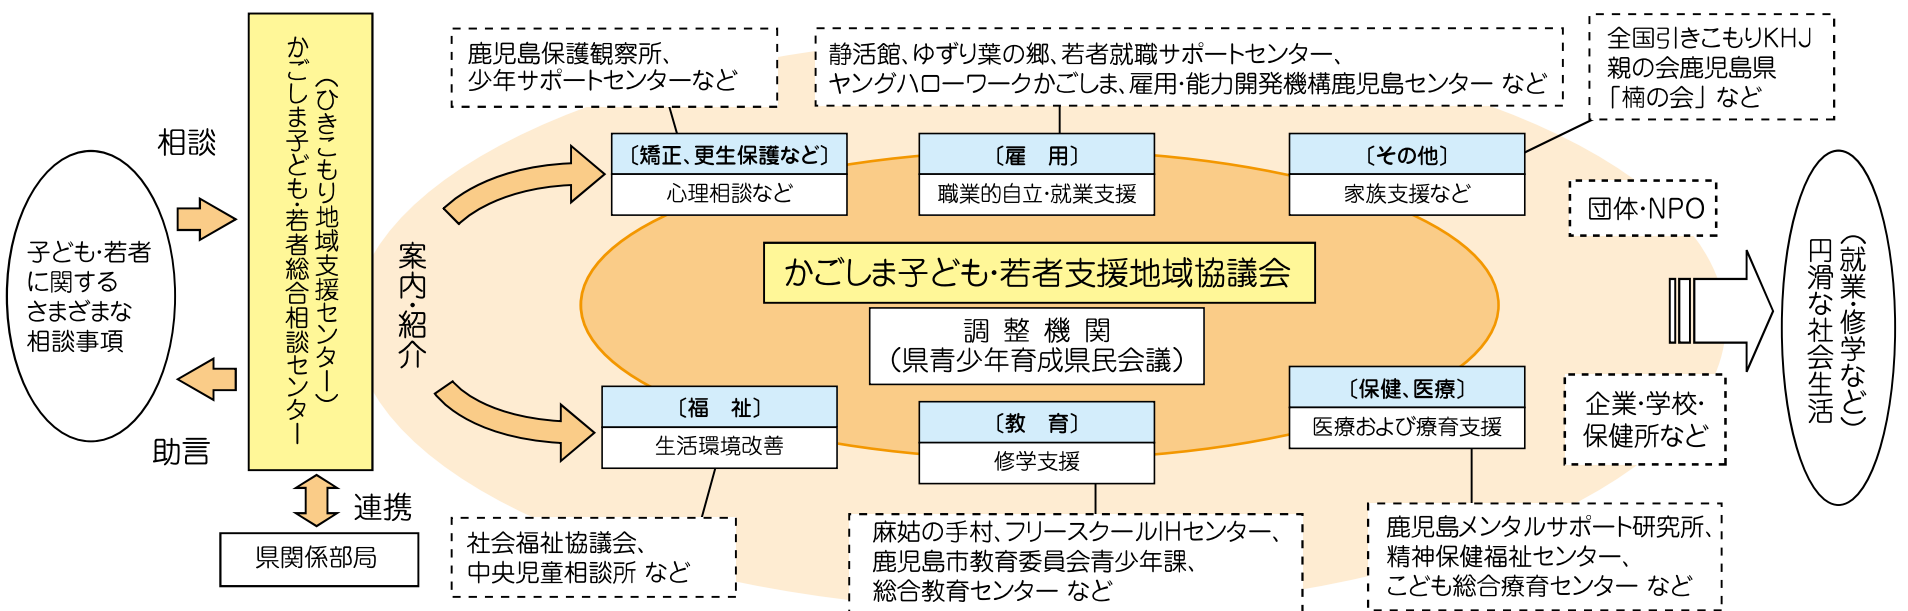 相談
子ども・若者
に関する
さまざまな
相談事項
助言
かごしま子ども・若者総合相談センター
（ひきこもり地域支援センター）
連携
県関係部局
案内・紹介
鹿児島保護観察所、
少年サポートセンターなど
〔矯正、更生保護など〕
心理相談など
静活館、ゆずり葉の郷、若者就職サポートセンター、
ヤングハローワークかごしま、雇用・能力開発機構鹿児島センター など
〔雇　用〕
職業的自立・就業支援
全国引きこもりKHJ
親の会鹿児島県
「楠の会」 など
〔その他〕
家族支援など
かごしま子ども・若者支援地域協議会
調 整 機 関
（県青少年育成県民会議）
〔福　祉〕
生活環境改善
社会福祉協議会、
中央児童相談所 など
〔教　育〕
修学支援
麻姑の手村、フリースクールIHセンター、
鹿児島市教育委員会青少年課、
総合教育センター など
〔保健、医療〕
医療および療育支援
鹿児島メンタルサポート研究所、
精神保健福祉センター、
こども総合療育センター など
団体・NPO
企業・学校・
保健所など
（就業・修学など）
円滑な社会生活